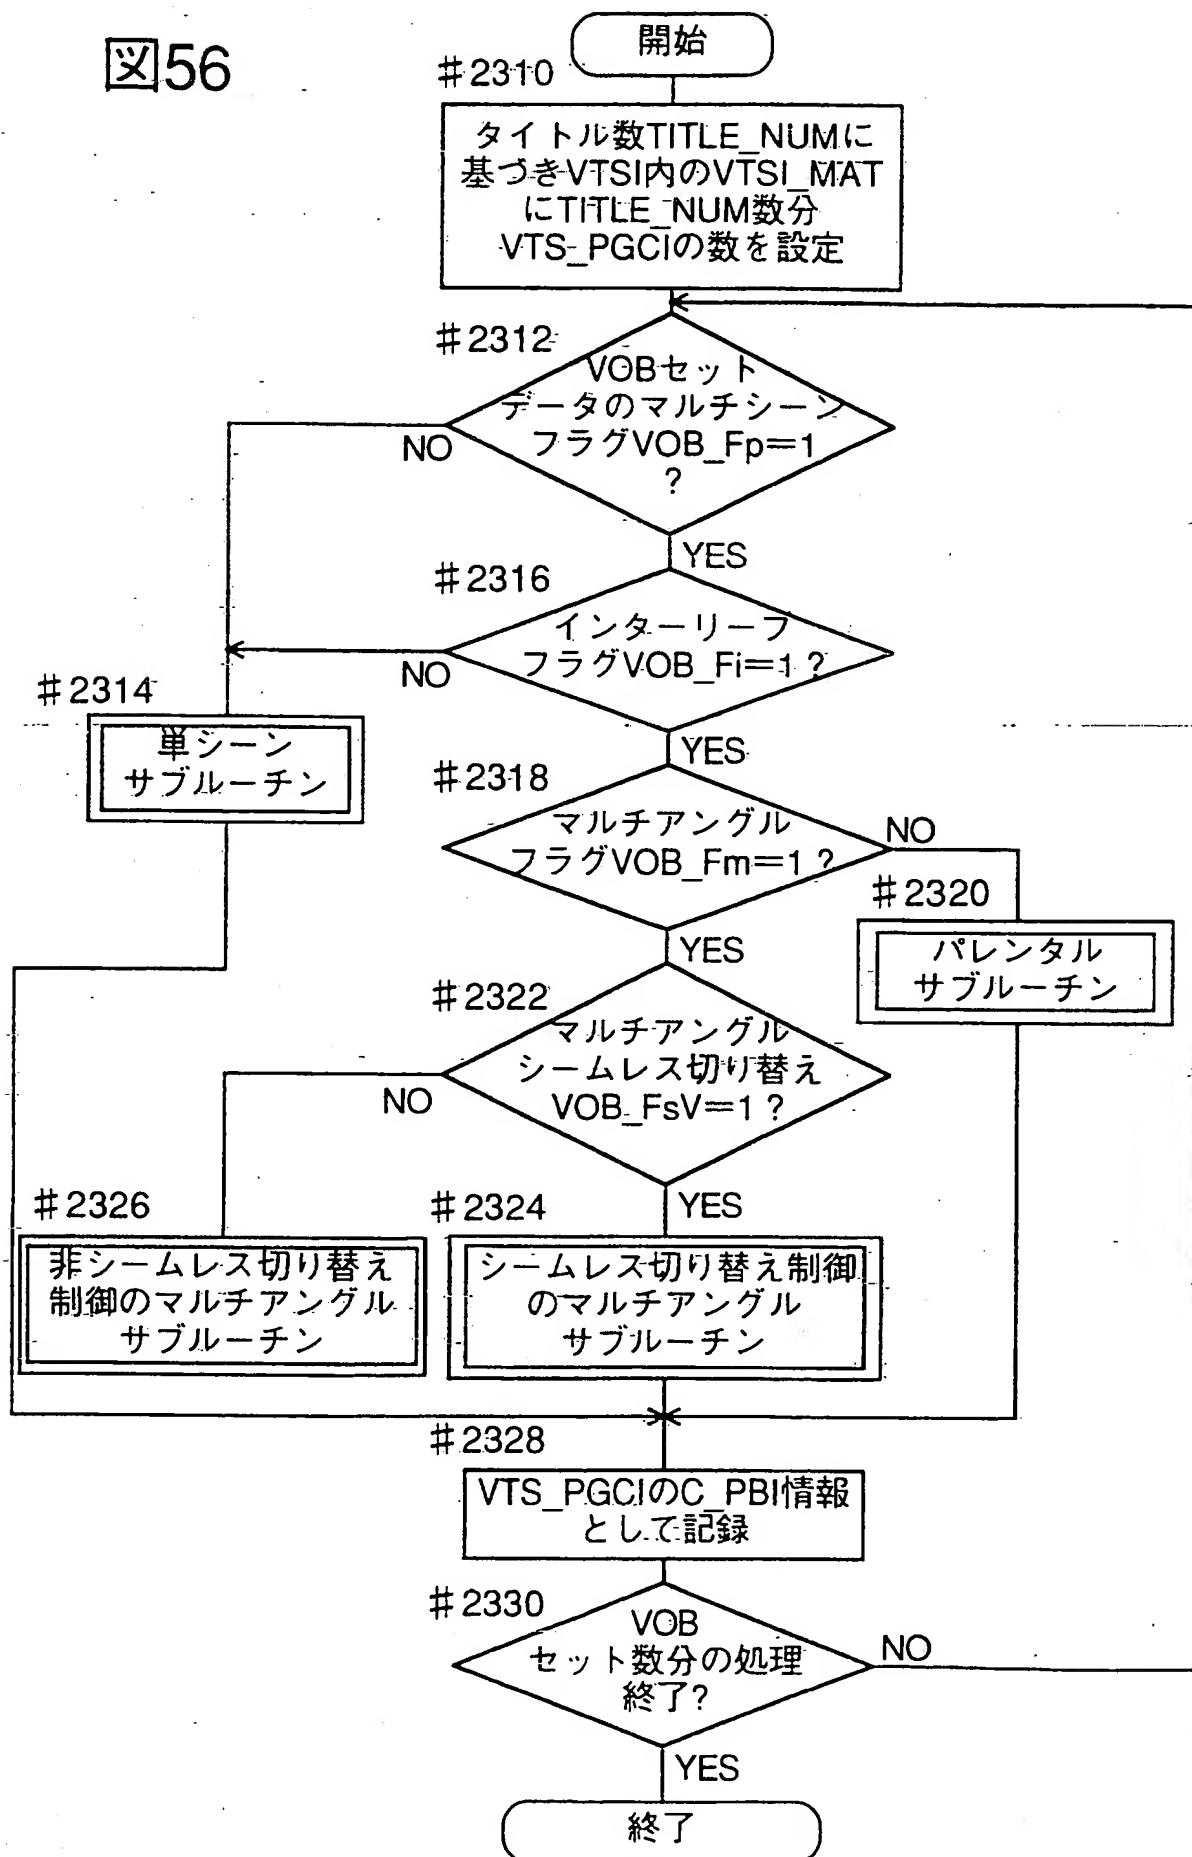 図56
開始
#2310
タイトル数TITLE_NUMに
基づきVTSI内のVTSI_MAT
にTITLE_NUM数分
VTS_PGCIの数を設定
#2312
VOBセット
データのマルチシーン
フラグVOB_Fp=1
?
NO
YES
#2316
インターリーフ
フラグVOB_Fi=1?
NO
YES
#2314
単シーン
サブルーチン
#2318
マルチアングル
フラグVOB_Fm=1?
NO
YES
#2320
パレンタル
サブルーチン
#2322
マルチアングル
シームレス切り替え
VOB_FsV=1?
NO
YES
#2326
非シームレス切り替え
制御のマルチアングル
サブルーチン
#2324
シームレス切り替え制御
のマルチアングル
サブルーチン
#2328
VTS_PGCIのC_PBI情報
として記録
#2330
VOB
セット数分の処理
終了?
NO
YES
終了